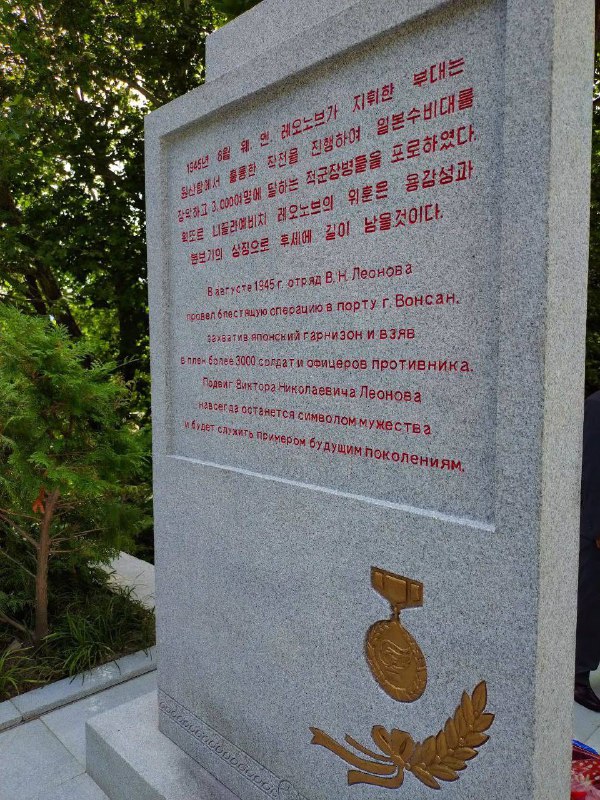 1945년 8월 웨. 엔. 레오노브가 지휘한 부대는
원산항에서 훌륭한 작전을 진행하여 일본수비대를
장악하고 3,000여명에 달하는 적군장병들을 포로하였다.
윅또르 니꼴라예비치 레오노브의 위훈은 용감성과
본보기의 상징으로 후세에 길이 남을것이다.
В августе 1945 г. отряд В. Н. Леонова
провел блестящую операцию в порту г. Вонсан,
захватив японский гарнизон и взяв
в плен более 3000 солдат и офицеров противника.
Подвиг Виктора Николаевича Леонова
навсегда останется символом мужества
и будет служить примером будущим поколениям.